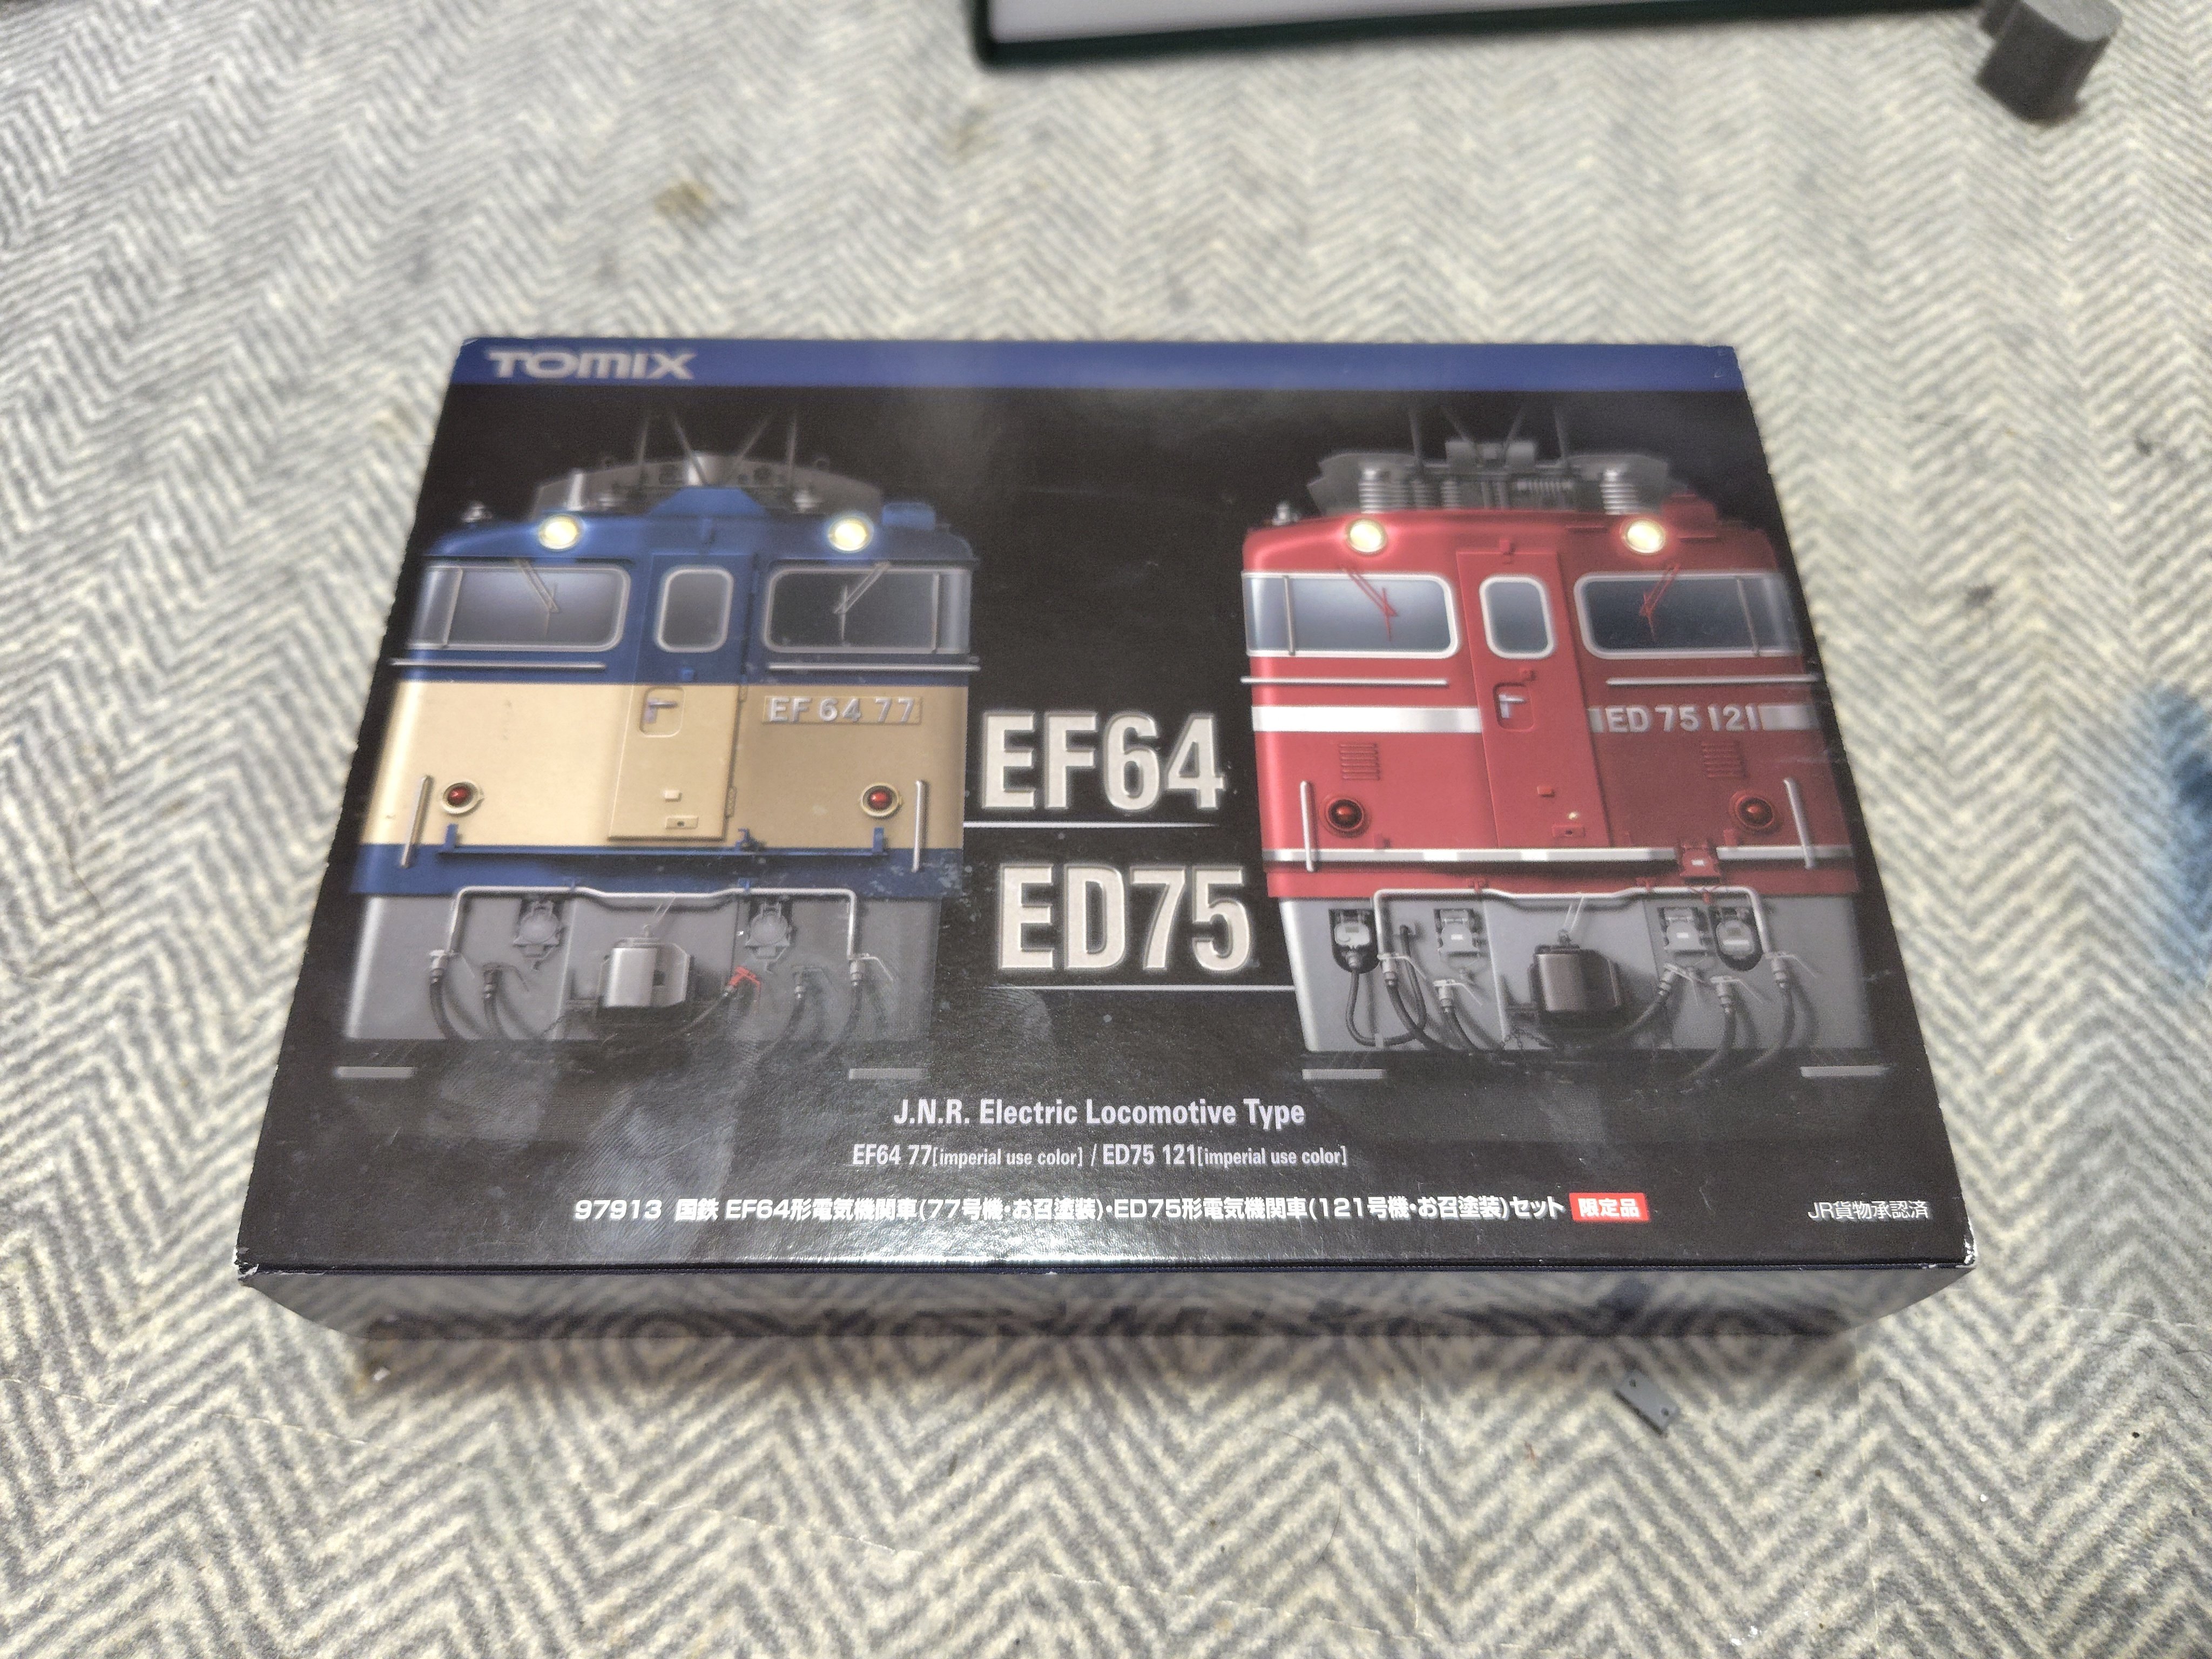 TOMIX
EF 64 77
ED 75 121
EF64
ED75
J.N.R. Electric Locomotive Type
EF64 77[imperial use color] / ED75 121[imperial use color]
97913 国鉄 EF64形電気機関車(77号機・お召塗装)・ED75形電気機関車(121号機・お召塗装)セット 限定品
JR貨物承認済